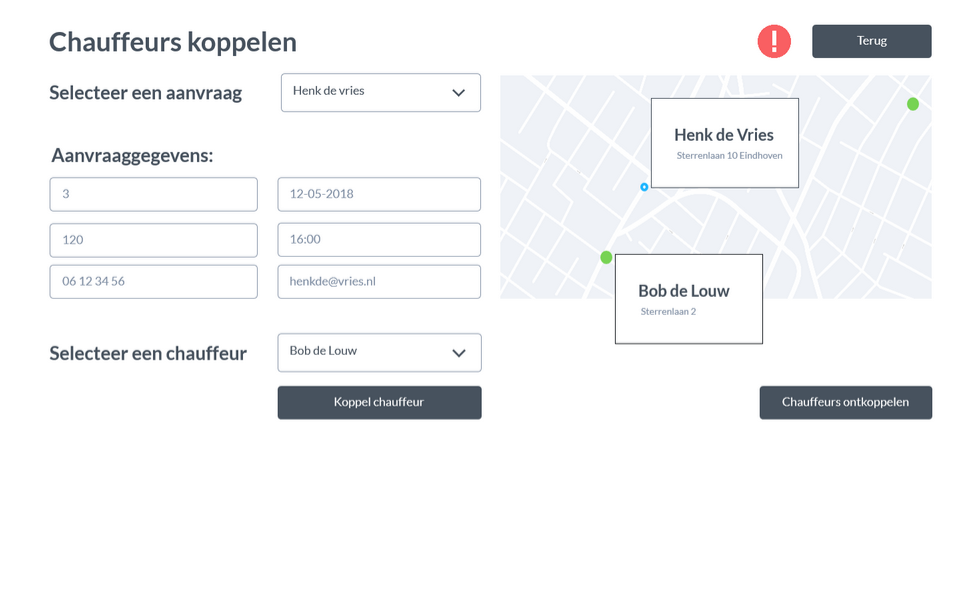 Chauffeurs koppelen
!
Terug
Selecteer een aanvraag
Henk de vries
Aanvraaggegevens:
3
12-05-2018
120
16:00
06 12 34 56
henkde@vries.nl
Selecteer een chauffeur
Bob de Louw
Koppel chauffeur
Henk de Vries
Sterrenlaan 10 Eindhoven
Bob de Louw
Sterrenlaan 2
Chauffeurs ontkoppelen